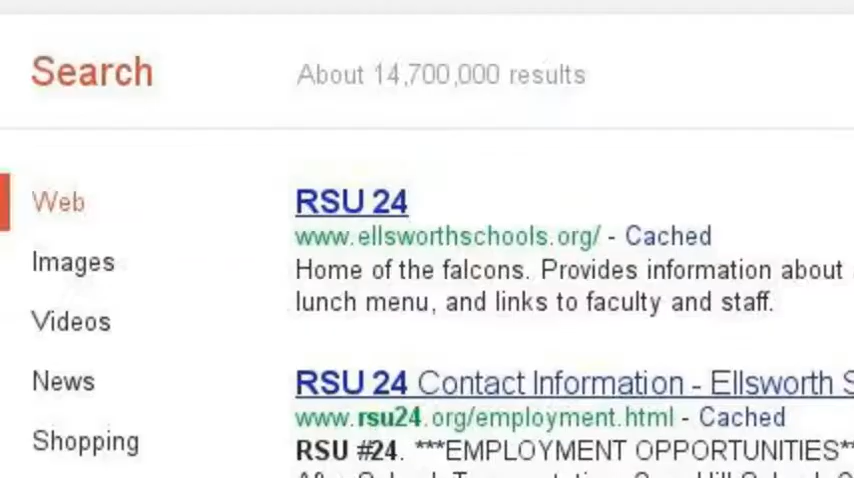 Search
About 14,700,000 results
Web
Images
Videos
News
Shopping
RSU 24
www.ellsworthschools.org/ - Cached
Home of the falcons. Provides information about
lunch menu, and links to faculty and staff.
RSU 24 Contact Information - Ellsworth S
www.rsu24.org/employment.html - Cached
RSU #24. ***EMPLOYMENT OPPORTUNITIES**